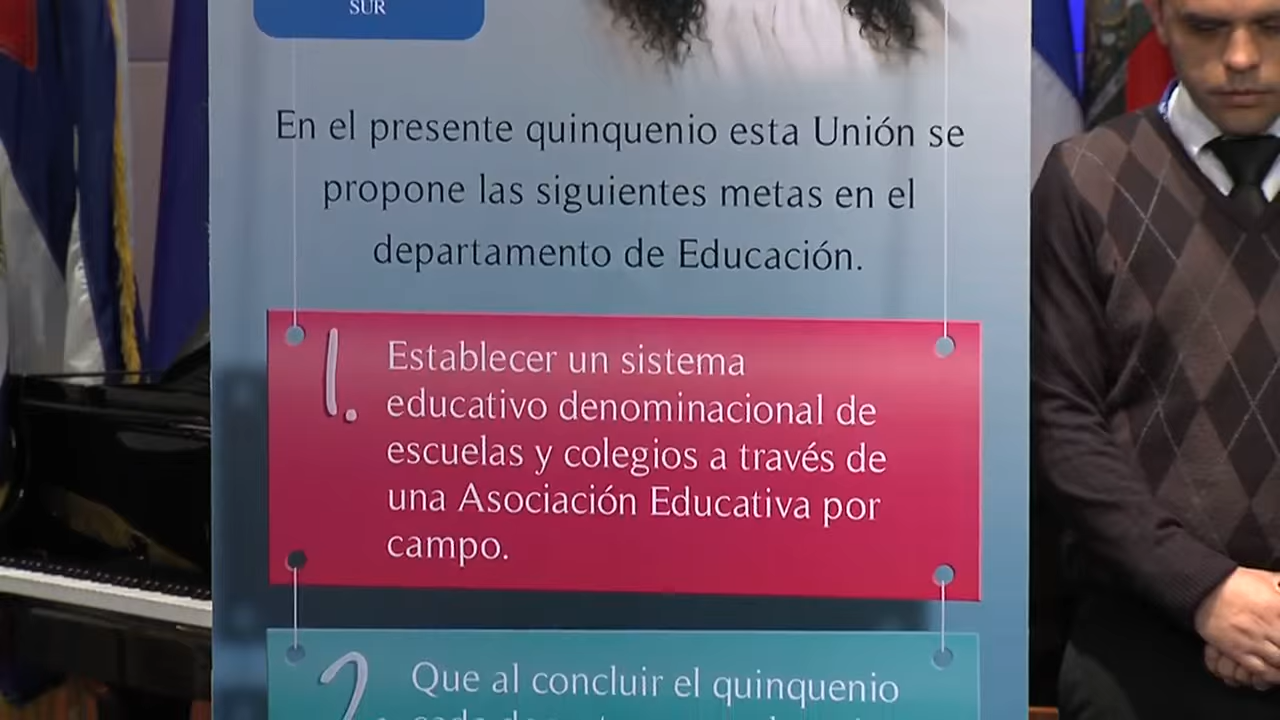 SUR
En el presente quinquenio esta Unión se
propone las siguientes metas en el
departamento de Educación.
1. Establecer un sistema
educativo denominacional de
escuelas y colegios a través de
una Asociación Educativa por
campo.
2. Que al concluir el quinquenio